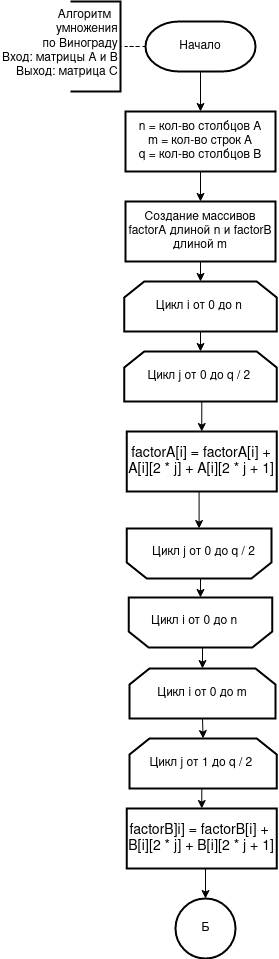 Алгоритм
умножения
по Винограду
Вход: матрицы А и В
Выход: матрица С
Начало
n = кол-во столбцов А
m = кол-во строк А
q = кол-во столбцов В
Создание массивов
factorA длиной n и factorB
длиной m
Цикл i от 0 до n
Цикл j от 0 до q / 2
factorA[i] = factorA[i] +
A[i][2 * j] + A[i][2 * j + 1]
Цикл j от 0 до q / 2
Цикл i от 0 до n
Цикл i от 0 до m
Цикл j от 1 до q / 2
factorB]i] = factorB[i] +
B[i][2 * j] + B[i][2 * j + 1]
Б